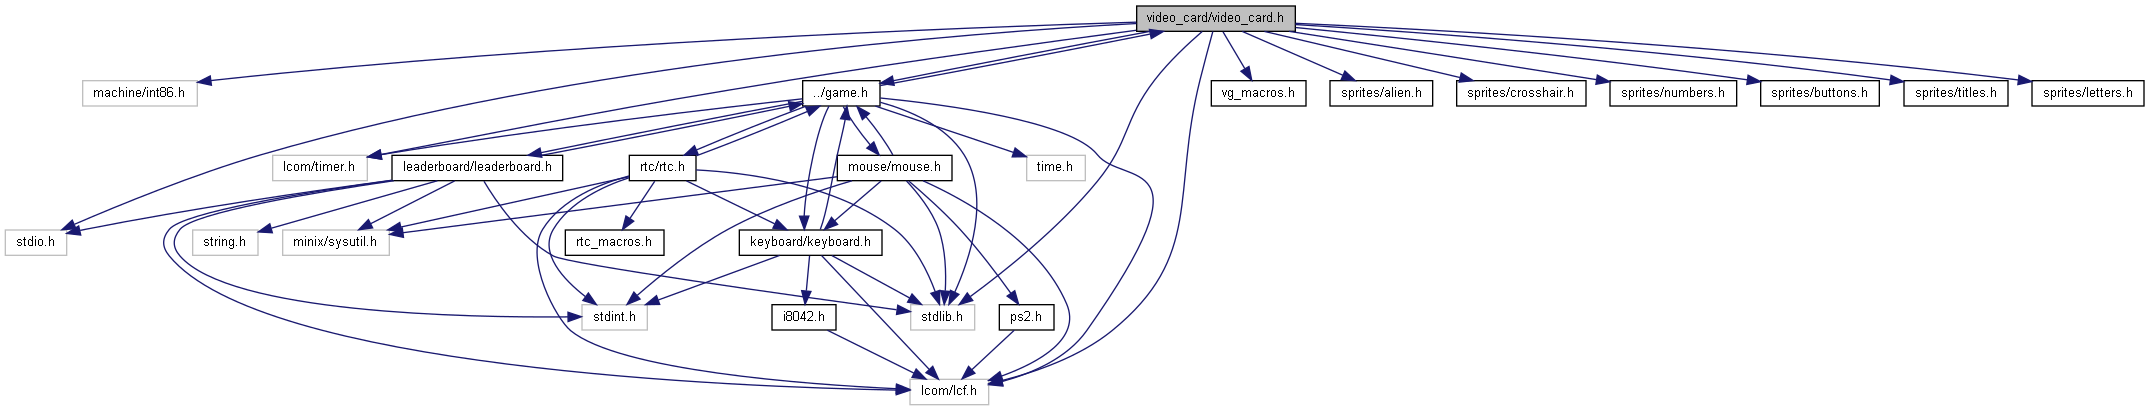 video_card/video_card.h
machine/int86.h
../game.h
vg_macros.h
sprites/alien.h
sprites/crosshair.h
sprites/numbers.h
sprites/buttons.h
sprites/titles.h
sprites/letters.h
lcom/timer.h
leaderboard/leaderboard.h
rtc/rtc.h
mouse/mouse.h
time.h
stdio.h
string.h
minix/sysutil.h
rtc_macros.h
keyboard/keyboard.h
stdint.h
i8042.h
stdlib.h
ps2.h
lcom/lcf.h